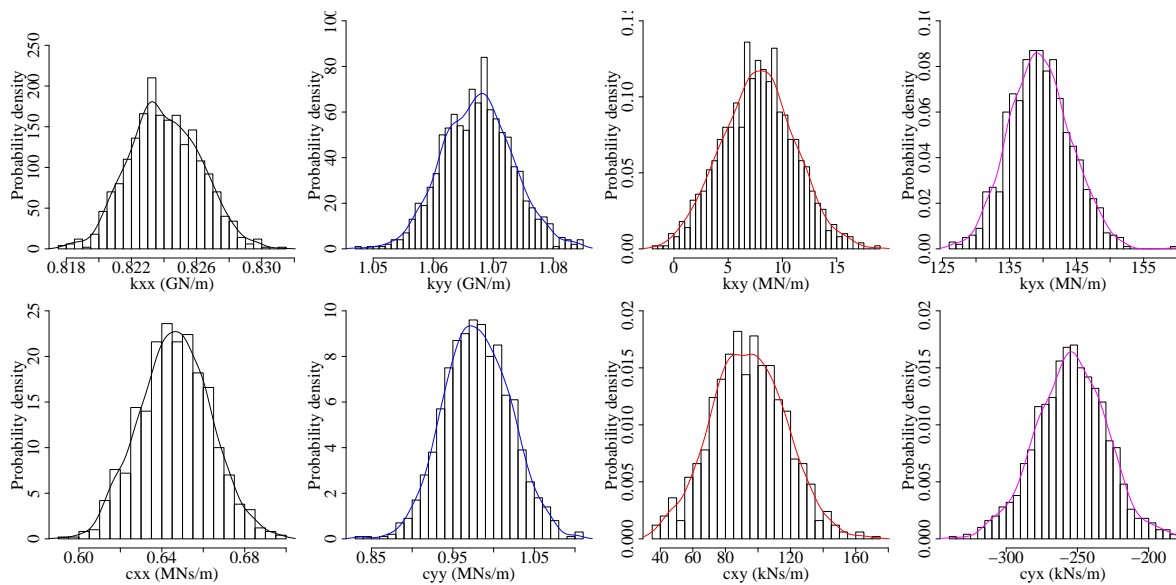 Probability density
0 50 100 150 200 250
0.818 0.822 0.826 0.830
kxx (GN/m)
Probability density
0 20 40 60 80 100
1.05 1.06 1.07 1.08
kyy (GN/m)
Probability density
0.00 0.05 0.10 0.15
0 5 10 15
kxy (MN/m)
Probability density
0.00 0.02 0.04 0.06 0.08 0.10
125 135 145 155
kyx (MN/m)
Probability density
0 5 10 15 20 25
0.60 0.64 0.68
cxx (MNs/m)
Probability density
0 2 4 6 8 10
0.85 0.95 1.05
cyy (MNs/m)
Probability density
0.000 0.005 0.010 0.015 0.02
40 60 80 120 160
cxy (kNs/m)
Probability density
0.000 0.005 0.010 0.015 0.02
−300 −250 −200
cyx (kNs/m)